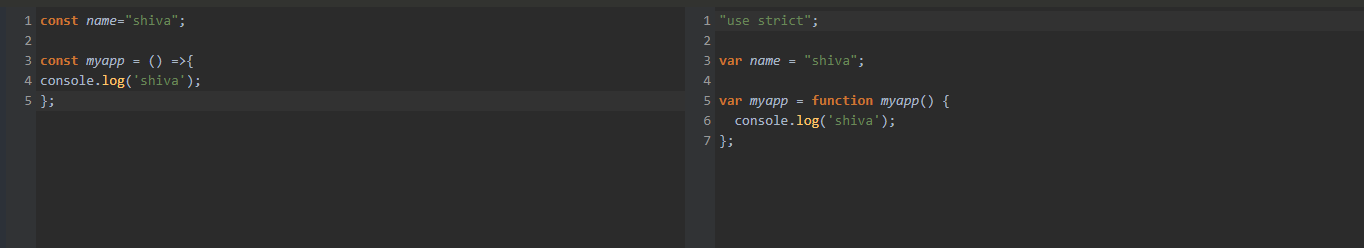 1 const name="shiva";
2
3 const myapp = () =>{
4 console.log('shiva');
5 };
1 "use strict";
2
3 var name = "shiva";
4
5 var myapp = function myapp() {
6   console.log('shiva');
7 };